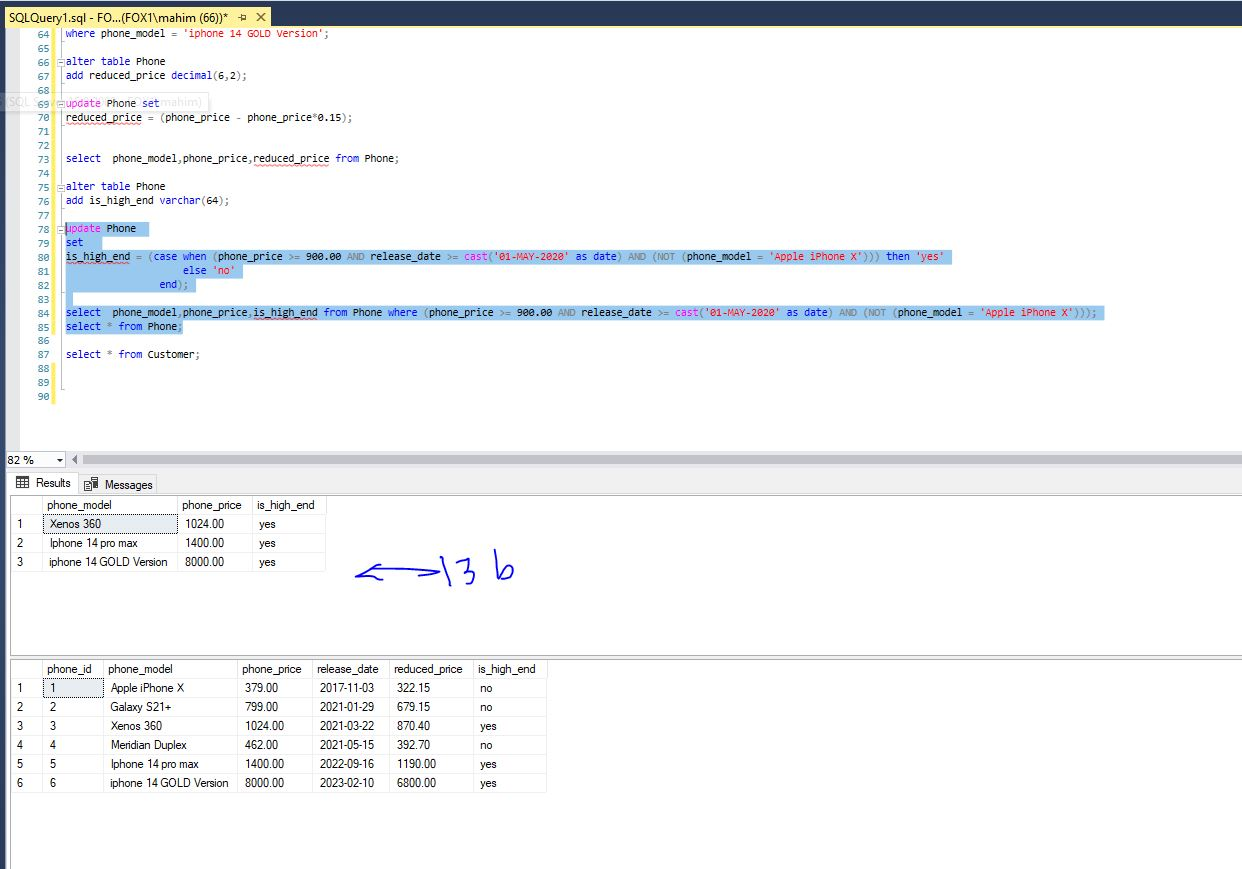 SQLQuery1.sql - FO...(FOX1\mahim (66))*
64 where phone_model = 'iphone 14 GOLD Version';
65
66 alter table Phone
67 add reduced_price decimal(6,2);
68
69 update Phone set
70 reduced_price = (phone_price - phone_price*0.15);
71
72
73 select phone_model,phone_price,reduced_price from Phone;
74
75 alter table Phone
76 add is_high_end varchar(64);
77
78 update Phone
79 set
80 is_high_end = (case when (phone_price >= 900.00 AND release_date >= cast('01-MAY-2020' as date) AND (NOT (phone_model = 'Apple iPhone X'))) then 'yes'
81 else 'no'
82 end);
83
84 select phone_model,phone_price,is_high_end from Phone where (phone_price >= 900.00 AND release_date >= cast('01-MAY-2020' as date) AND (NOT (phone_model = 'Apple iPhone X')));
85 select * from Phone;
86
87 select * from Customer;
88
89
90
82 %
Results Messages
phone_model phone_price is_high_end
1 Xenos 360 1024.00 yes
2 Iphone 14 pro max 1400.00 yes
3 iphone 14 GOLD Version 8000.00 yes
13 b
phone_id phone_model phone_price release_date reduced_price is_high_end
1 1 Apple iPhone X 379.00 2017-11-03 322.15 no
2 2 Galaxy S21+ 799.00 2021-01-29 679.15 no
3 3 Xenos 360 1024.00 2021-03-22 870.40 yes
4 4 Meridian Duplex 462.00 2021-05-15 392.70 no
5 5 Iphone 14 pro max 1400.00 2022-09-16 1190.00 yes
6 6 iphone 14 GOLD Version 8000.00 2023-02-10 6800.00 yes